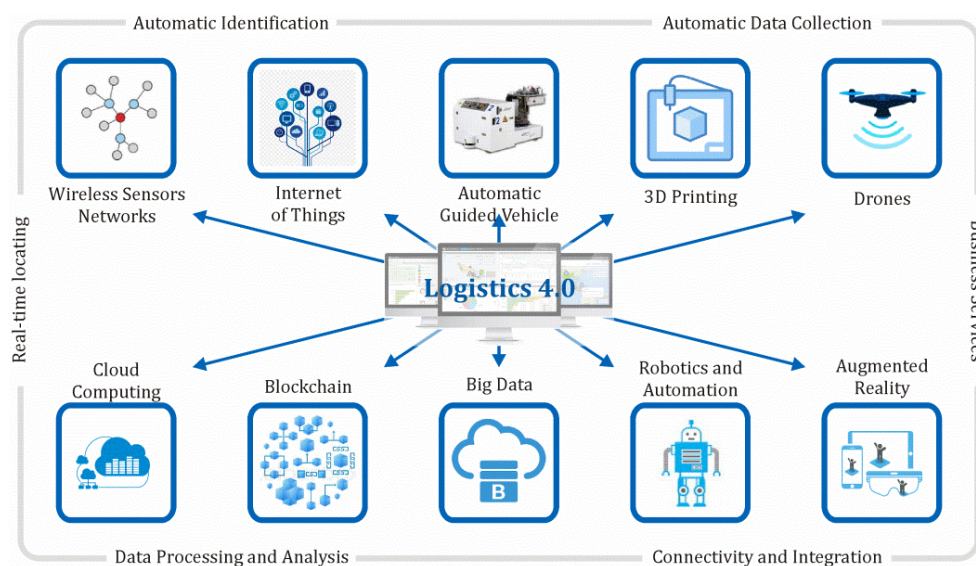 Automatic Identification
Automatic Data Collection
Wireless Sensors
Networks
Internet
of Things
Automatic
Guided Vehicle
3D Printing
Drones
Real-time locating
Business Services
Logistics 4.0
Cloud
Computing
Blockchain
Big Data
Robotics and
Automation
Augmented
Reality
B
Data Processing and Analysis
Connectivity and Integration